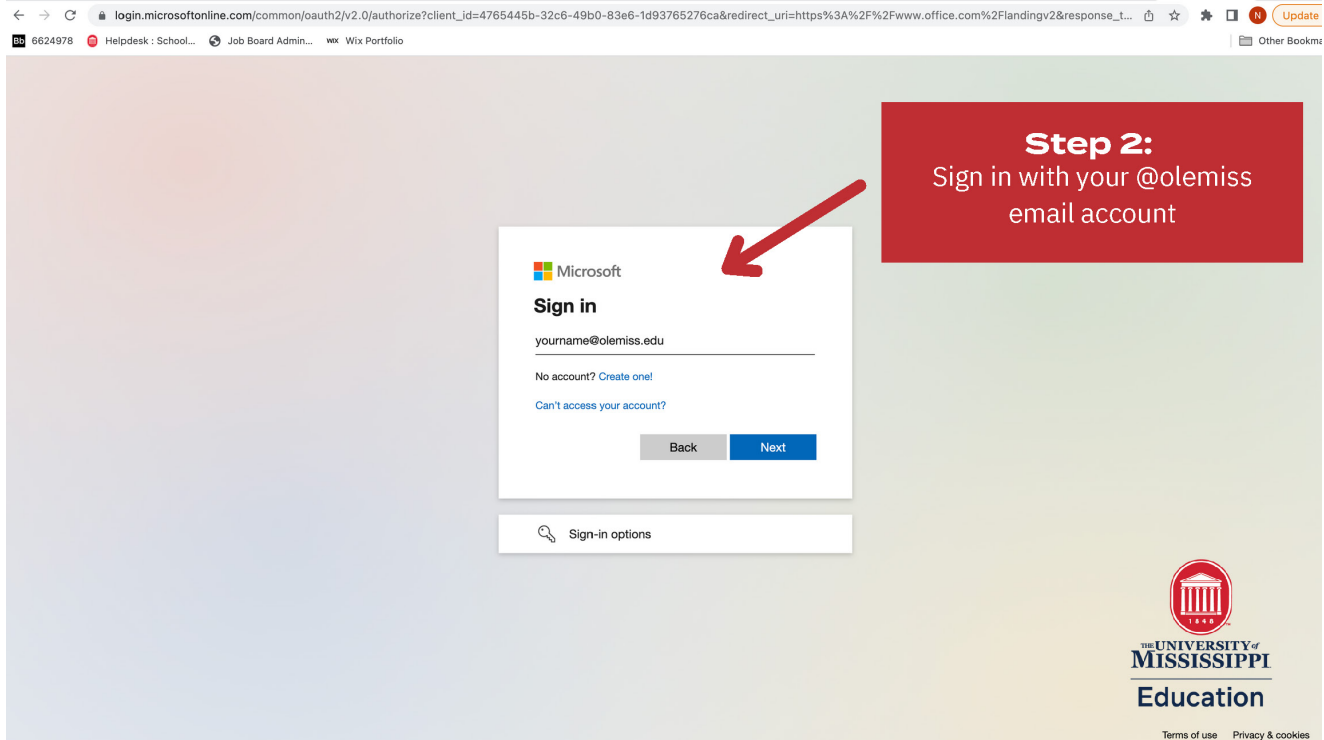 login.microsoftonline.com/common/oauth2/v2.0/authorize?client_id=4765445b-32c6-49b0-83e6-1d93765276ca&redirect_uri=https%3A%2F%2Fwww.office.com%2Flandingv2&response_t...
N
Update
Bb 6624978 Helpdesk : School... Job Board Admin... WIX Wix Portfolio
Other Bookma
Step 2:
Sign in with your @olemiss
email account
Microsoft
Sign in
yourname@olemiss.edu
No account? Create one!
Can't access your account?
Back Next
Sign-in options
1848
THE UNIVERSITY of
MISSISSIPPI
Education
Terms of use Privacy & cookies